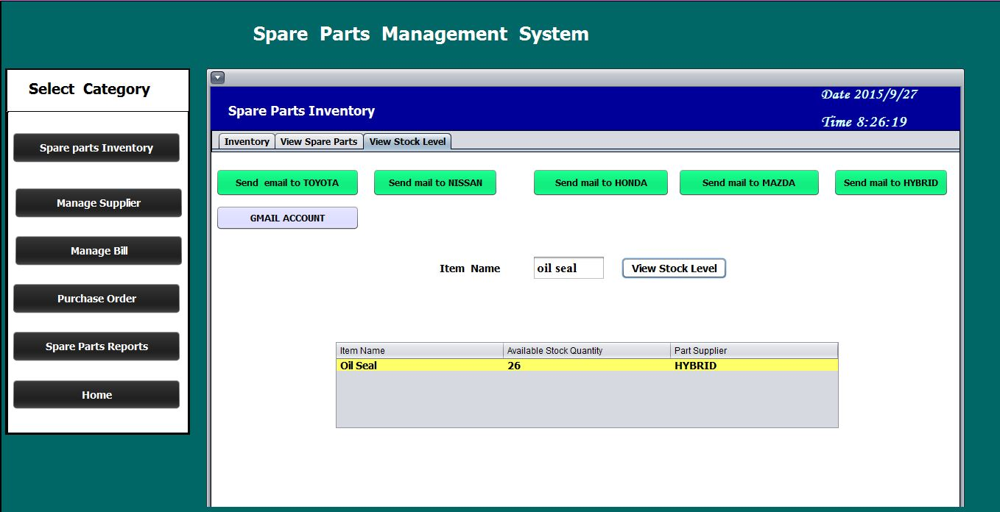 Spare Parts Management System
Select Category
Spare parts Inventory
Manage Supplier
Manage Bill
Purchase Order
Spare Parts Reports
Home
Date 2015/9/27
Spare Parts Inventory
Time 8:26:19
Inventory View Spare Parts View Stock Level
Send email to TOYOTA Send mail to NISSAN Send mail to HONDA Send mail to MAZDA Send mail to HYBRID
GMAIL ACCOUNT
Item Name oil seal View Stock Level
Item Name Available Stock Quantity Part Supplier
Oil Seal 26 HYBRID